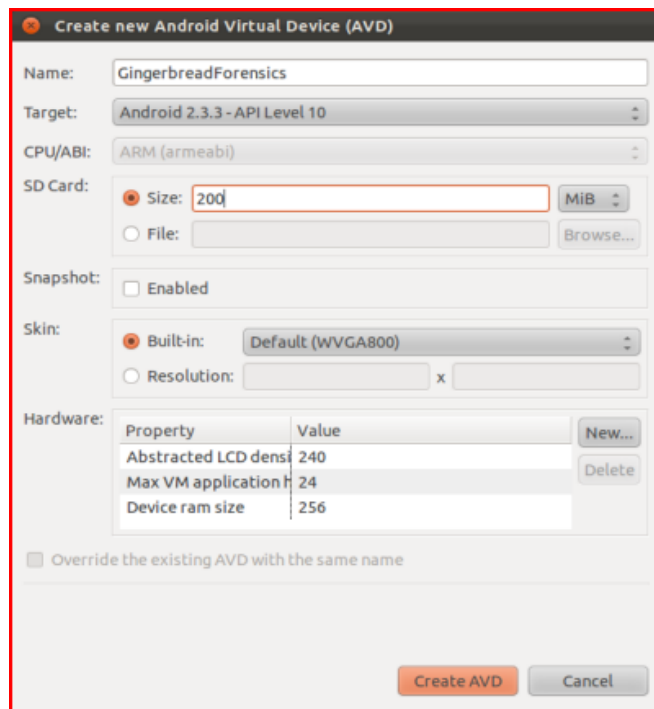 Create new Android Virtual Device (AVD)
Name: GingerbreadForensics
Target: Android 2.3.3 - API Level 10
CPU/ABI: ARM (armeabi)
SD Card:
Size: 200 MiB
File: Browse...
Snapshot:
Enabled
Skin:
Built-in: Default (WVGA800)
Resolution: x
Hardware:
Property Value New...
Abstracted LCD densi 240 Delete
Max VM application h 24
Device ram size 256
Override the existing AVD with the same name
Create AVD Cancel